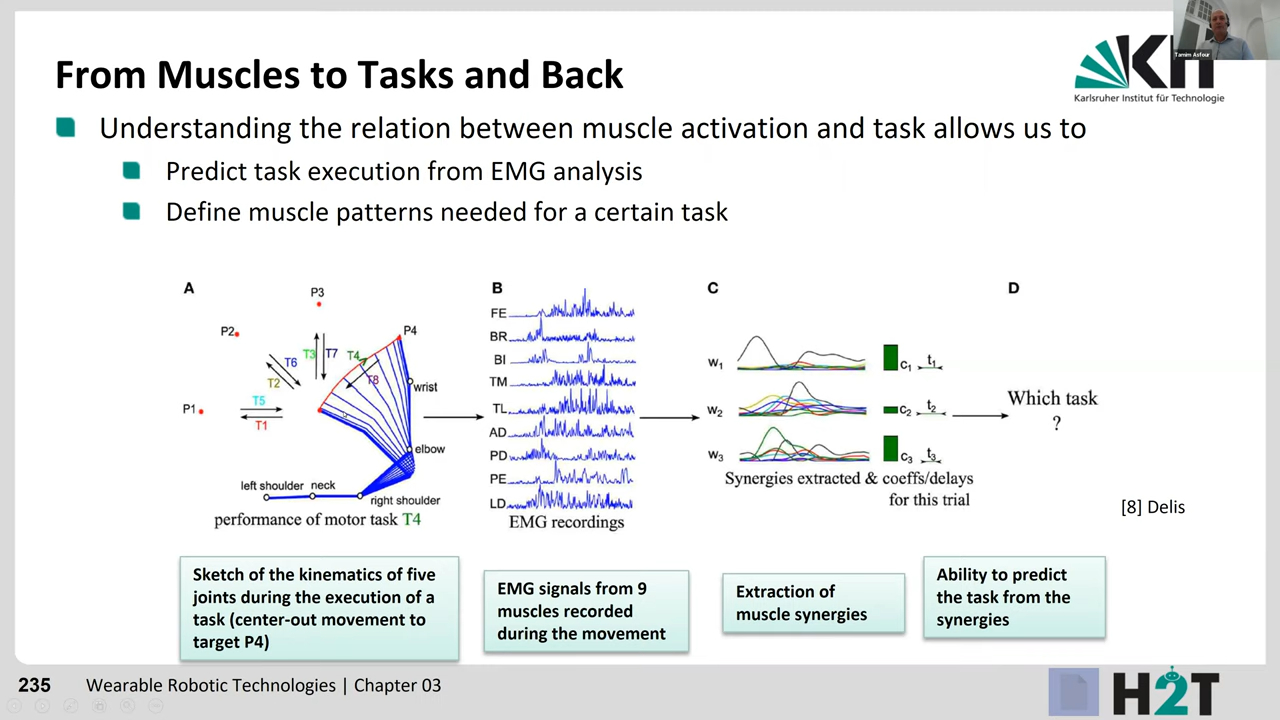 From Muscles to Tasks and Back
KIT
Karlsruher Institut für Technologie
Tamim Asfour
Understanding the relation between muscle activation and task allows us to
Predict task execution from EMG analysis
Define muscle patterns needed for a certain task
A
P3
P2
P4
T6
T3
T7
T4
T2
T8
wrist
P1
T5
T1
elbow
left shoulder
neck
right shoulder
performance of motor task T4
B
FE
BR
BI
TM
TL
AD
PD
PE
LD
EMG recordings
C
w1
c1
t1
w2
c2
t2
w3
c3
t3
Synergies extracted & coeffs/delays
for this trial
D
Which task
?
[8] Delis
Sketch of the kinematics of five
joints during the execution of a
task (center-out movement to
target P4)
EMG signals from 9
muscles recorded
during the movement
Extraction of
muscle synergies
Ability to predict
the task from the
synergies
235
Wearable Robotic Technologies | Chapter 03
H2T